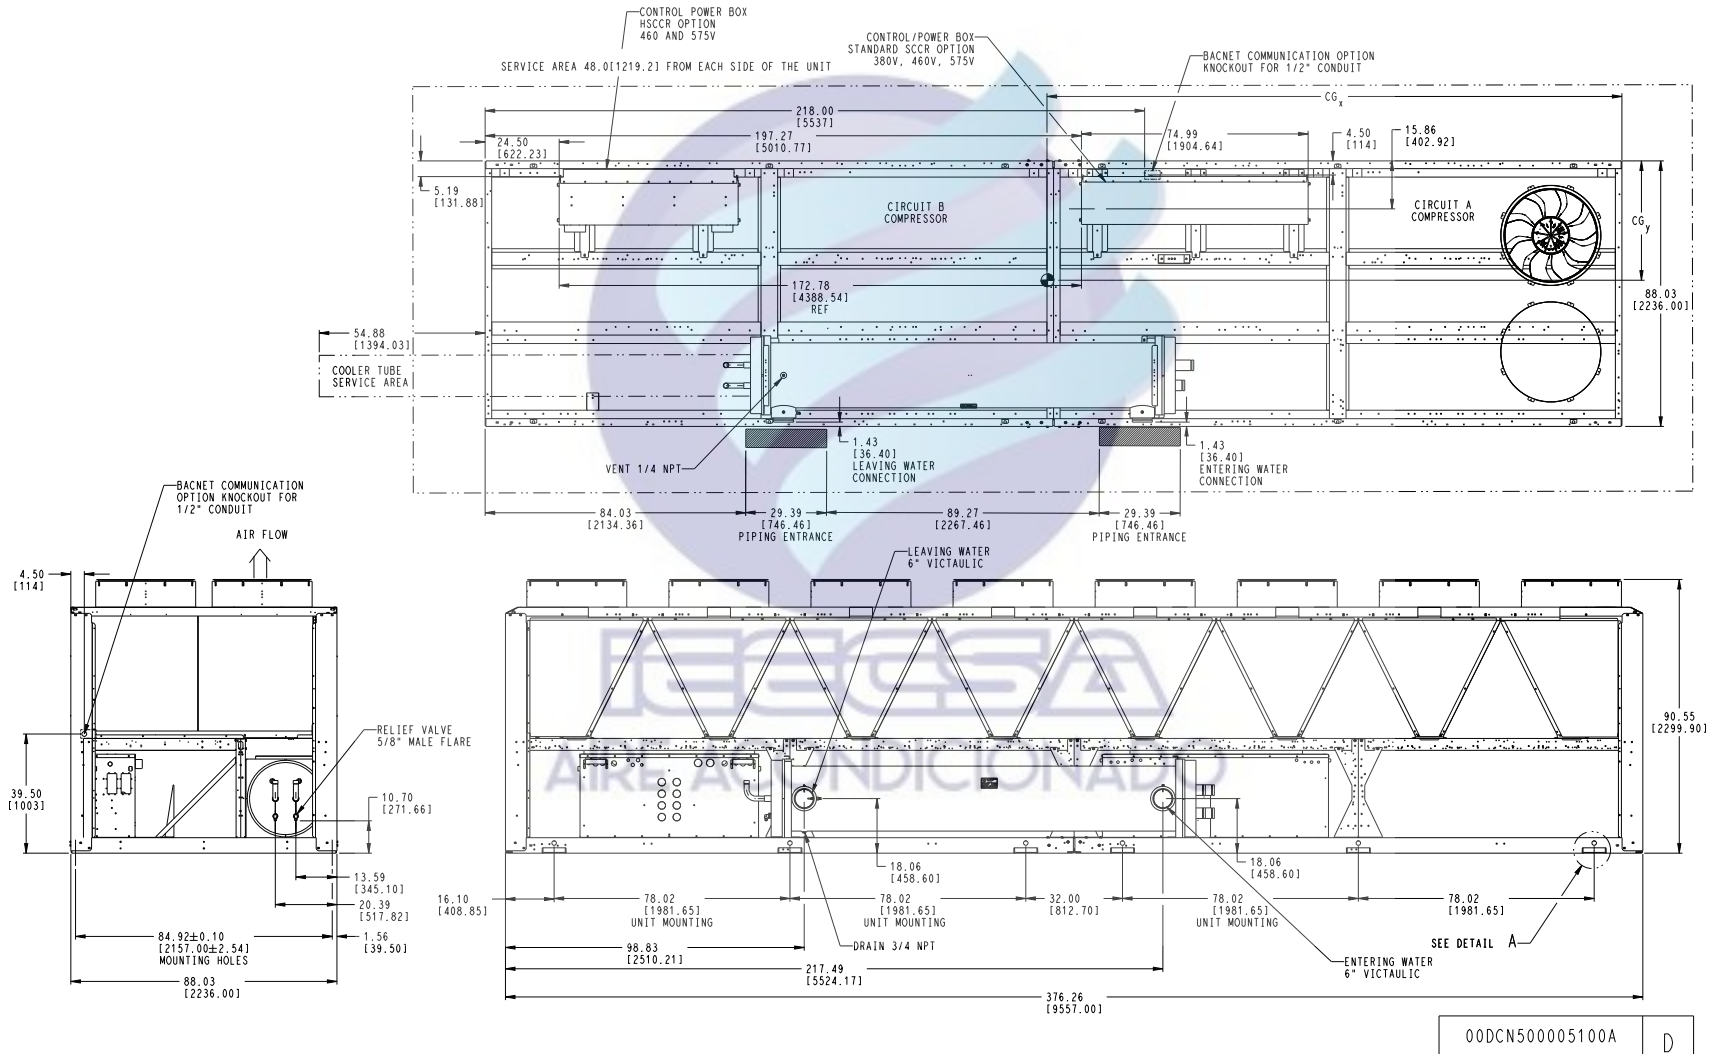 CONTROL POWER BOX
HSCCR OPTION
460 AND 575V
SERVICE AREA 48.0[1219.2] FROM EACH SIDE OF THE UNIT
CONTROL/POWER BOX
STANDARD SCCR OPTION
380V, 460V, 575V
BACNET COMMUNICATION OPTION
KNOCKOUT FOR 1/2" CONDUIT
CGx
218.00
[5537]
197.27
[5010.77]
24.50
[622.23]
74.99
[1904.64]
4.50
[114]
15.86
[402.92]
5.19
[131.88]
CIRCUIT B
COMPRESSOR
CIRCUIT A
COMPRESSOR
CGy
88.03
[2236.00]
172.78
[4388.54]
REF
54.88
[1394.03]
COOLER TUBE
SERVICE AREA
VENT 1/4 NPT
1.43
[36.40]
LEAVING WATER
CONNECTION
1.43
[36.40]
ENTERING WATER
CONNECTION
84.03
[2134.36]
29.39
[746.46]
PIPING ENTRANCE
89.27
[2267.46]
29.39
[746.46]
PIPING ENTRANCE
BACNET COMMUNICATION
OPTION KNOCKOUT FOR
1/2" CONDUIT
AIR FLOW
4.50
[114]
LEAVING WATER
6" VICTAULIC
IEECSA
AIRE ACONDICIONADO
RELIEF VALVE
5/8" MALE FLARE
39.50
[1003]
10.70
[271.66]
90.55
[2299.90]
13.59
[345.10]
20.39
[517.82]
84.92±0.10
[2157.00±2.54]
MOUNTING HOLES
1.56
[39.50]
88.03
[2236.00]
18.06
[458.60]
18.06
[458.60]
16.10
[408.85]
78.02
[1981.65]
UNIT MOUNTING
78.02
[1981.65]
UNIT MOUNTING
32.00
[812.70]
78.02
[1981.65]
UNIT MOUNTING
78.02
[1981.65]
98.83
[2510.21]
DRAIN 3/4 NPT
SEE DETAIL A
217.49
[5524.17]
ENTERING WATER
6" VICTAULIC
376.26
[9557.00]
00DCN500005100A
D